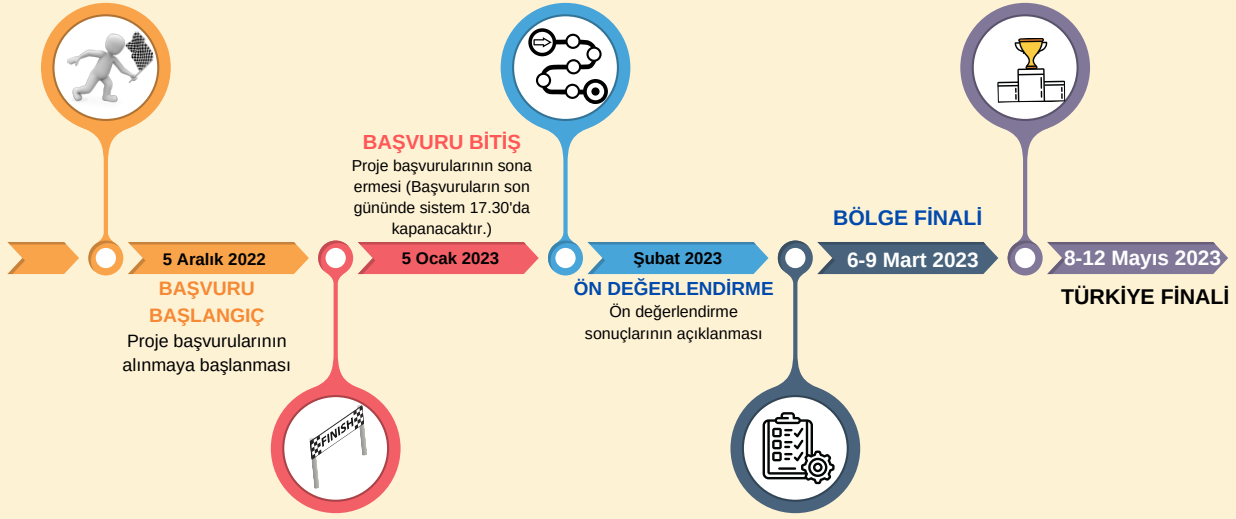 5 Aralık 2022
BAŞVURU
BAŞLANGIÇ
Proje başvurularının
alınmaya başlanması
BAŞVURU BİTİŞ
Proje başvurularının sona
ermesi (Başvuruların son
gününde sistem 17.30'da
kapanacaktır.)
5 Ocak 2023
FINISH
Şubat 2023
ÖN DEĞERLENDİRME
Ön değerlendirme
sonuçlarının açıklanması
BÖLGE FİNALİ
6-9 Mart 2023
8-12 Mayıs 2023
TÜRKİYE FİNALİ